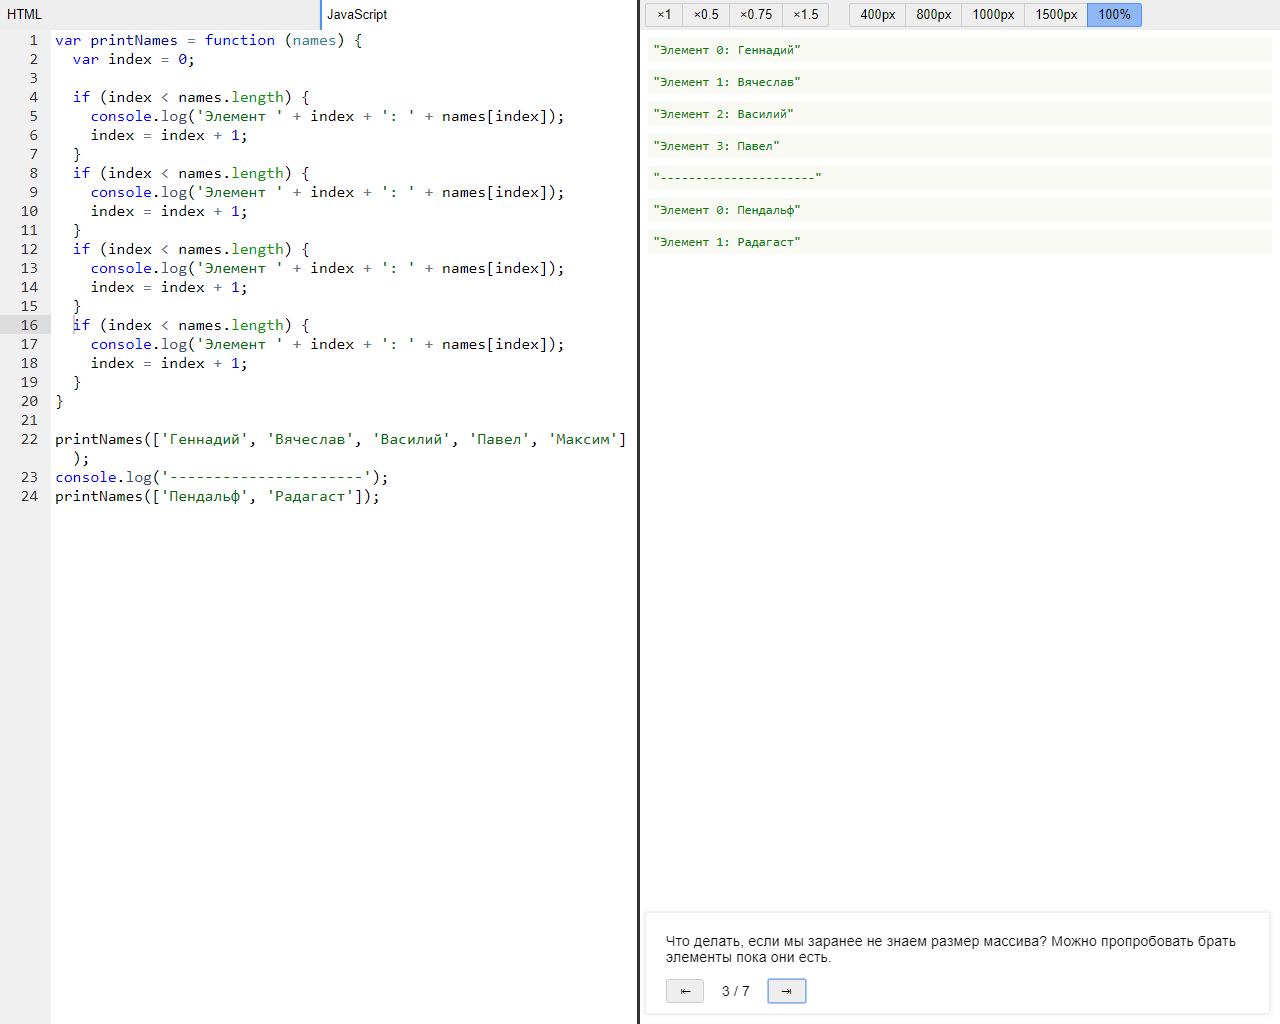 HTML
JavaScript
1 var printNames = function (names) {
2 var index = 0;
3
4 if (index < names.length) {
5 console.log('Элемент ' + index + ': ' + names[index]);
6 index = index + 1;
7 }
8 if (index < names.length) {
9 console.log('Элемент ' + index + ': ' + names[index]);
10 index = index + 1;
11 }
12 if (index < names.length) {
13 console.log('Элемент ' + index + ': ' + names[index]);
14 index = index + 1;
15 }
16 if (index < names.length) {
17 console.log('Элемент ' + index + ': ' + names[index]);
18 index = index + 1;
19 }
20 }
21
22 printNames(['Геннадий', 'Вячеслав', 'Василий', 'Павел', 'Максим']
);
23 console.log('----------------------');
24 printNames(['Пендальф', 'Радагаст']);
×1 ×0.5 ×0.75 ×1.5 400px 800px 1000px 1500px 100%
"Элемент 0: Геннадий"
"Элемент 1: Вячеслав"
"Элемент 2: Василий"
"Элемент 3: Павел"
"----------------------"
"Элемент 0: Пендальф"
"Элемент 1: Радагаст"
Что делать, если мы заранее не знаем размер массива? Можно пропробовать брать
элементы пока они есть.
⇤ 3 / 7 ⇥